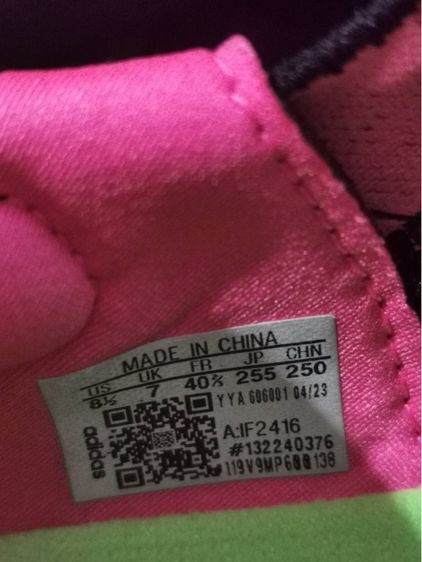 MADE IN CHINA
US UK FR JP CHN
8½ 7 40⅔ 255 250
YYA 606001 04/23
adidas
A:IF2416
#132240376
119V9MP600138